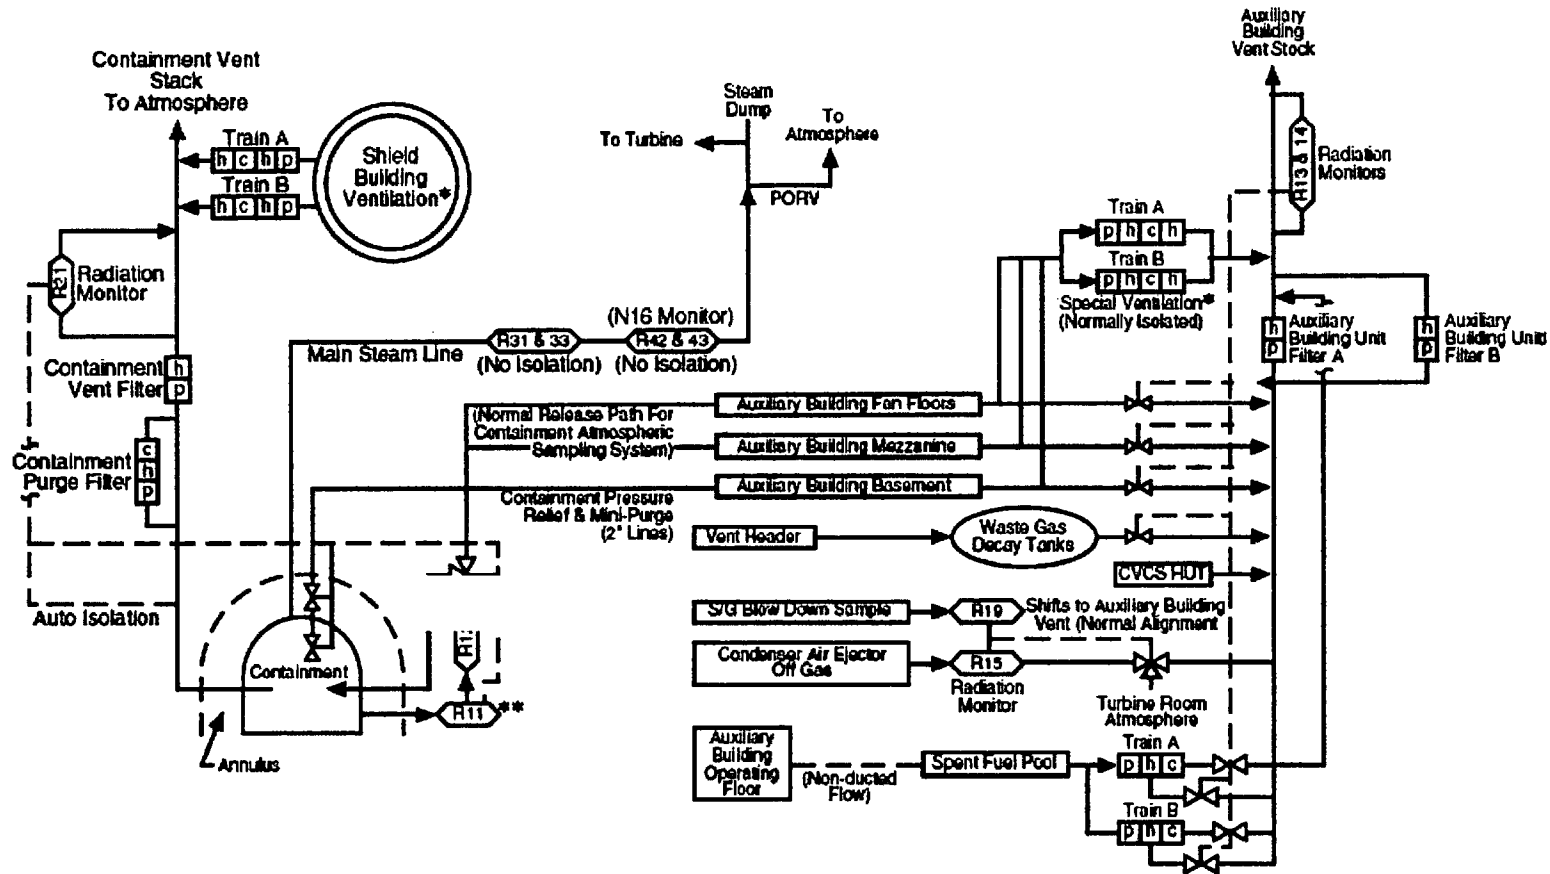 Containment Vent
Stack
To Atmosphere
Train A
h c h p
Train B
h c h p
Shield
Building
Ventilation*
R21
Radiation
Monitor
Containment
Vent Filter
h
p
Containment
Purge Filter
c
h
p
Auto Isolation
Containment
Annulus
R11
**
Main Steam Line
R31 & 33
(No Isolation)
(N16 Monitor)
R42 & 43
(No Isolation)
Steam
Dump
To Turbine
To
Atmosphere
PORV
(Normal Release Path For
Containment Atmospheric
Sampling System)
Containment Pressure
Relief & Mini-Purge
(2" Lines)
Auxiliary Building Fan Floors
Auxiliary Building Mezzanine
Auxiliary Building Basement
Vent Header
Waste Gas
Decay Tanks
CVCS HUT
S/G Blow Down Sample
R19
Shifts to Auxiliary Building
Vent (Normal Alignment
Condenser Air Ejector
Off Gas
R15
Radiation
Monitor
Turbine Room
Atmosphere
Auxiliary
Building
Operating
Floor
(Non-ducted
Flow)
Spent Fuel Pool
Train A
p h c
Train B
p h c
Train A
p h c h
Train B
p h c h
Special Ventilation*
(Normally Isolated)
Auxiliary
Building
Vent Stock
R13 & 14
Radiation
Monitors
h
p
Auxiliary
Building Unit
Filter A
h
p
Auxiliary
Building Unit
Filter B